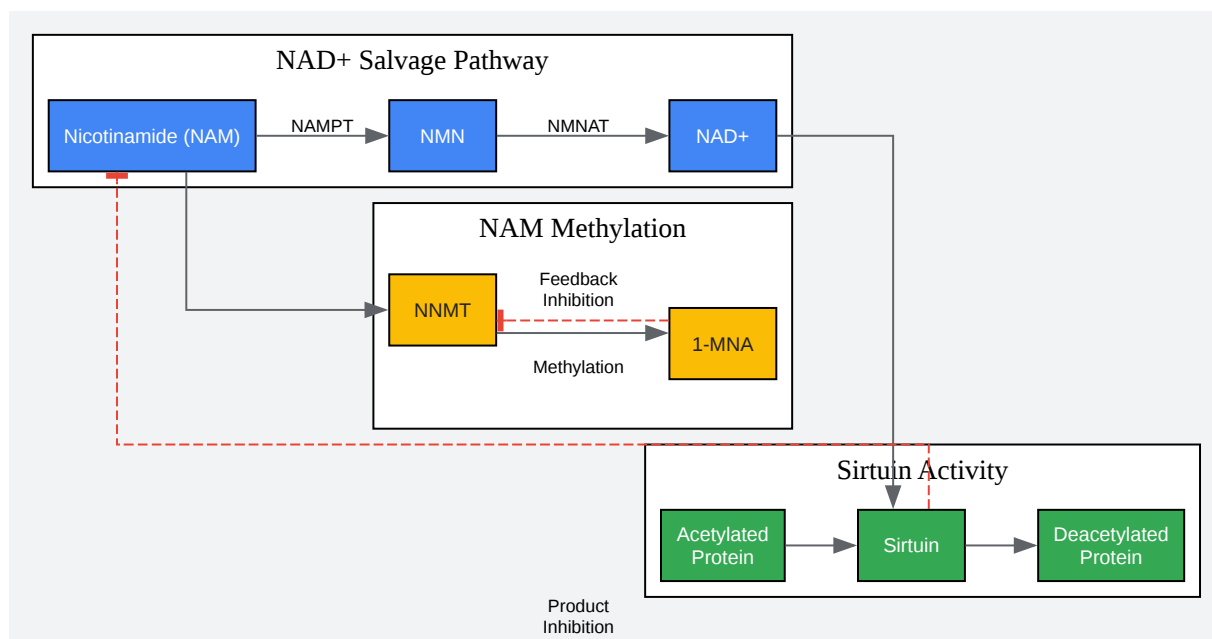 NAD+ Salvage Pathway
Nicotinamide (NAM)
NAMPT
NMN
NMNAT
NAD+
NAM Methylation
NNMT
Feedback
Inhibition
Methylation
1-MNA
Sirtuin Activity
Acetylated
Protein
Sirtuin
Deacetylated
Protein
Product
Inhibition